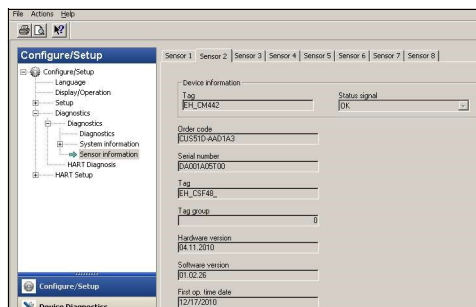 File Actions Help
Configure/Setup
Configure/Setup
Language
Display/Operation
Setup
Diagnostics
Diagnostics
Diagnostics
System information
Sensor information
HART Diagnosis
HART Setup
Configure/Setup
Device Diagnostics
Sensor 1 Sensor 2 Sensor 3 Sensor 4 Sensor 5 Sensor 6 Sensor 7 Sensor 8
Device information
Tag Status signal
EH_CM442 OK
Order code
CUS51D-AAD1A3
Serial number
DA001A05T00
Tag
EH_CSF48_
Tag group
0
Hardware version
04.11.2010
Software version
01.02.26
First op. time date
12/17/2010